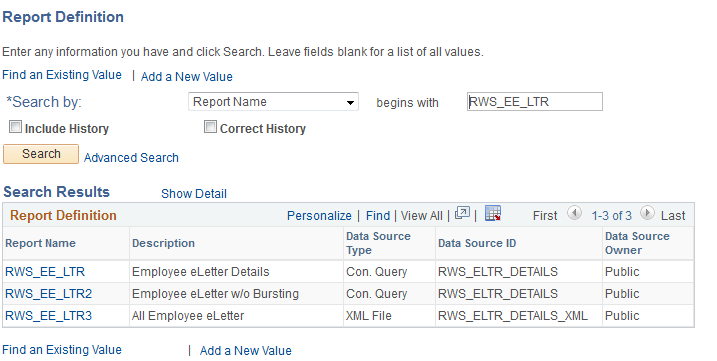 Report Definition
Enter any information you have and click Search. Leave fields blank for a list of all values.
Find an Existing Value | Add a New Value
*Search by: Report Name begins with RWS_EE_LTR
Include History Correct History
Search Advanced Search
Search Results Show Detail
Report Definition Personalize | Find | View All | | First 1-3 of 3 Last
Report Name Description Data Source Type Data Source ID Data Source Owner
RWS_EE_LTR Employee eLetter Details Con. Query RWS_ELTR_DETAILS Public
RWS_EE_LTR2 Employee eLetter w/o Bursting Con. Query RWS_ELTR_DETAILS Public
RWS_EE_LTR3 All Employee eLetter XML File RWS_ELTR_DETAILS_XML Public
Find an Existing Value | Add a New Value